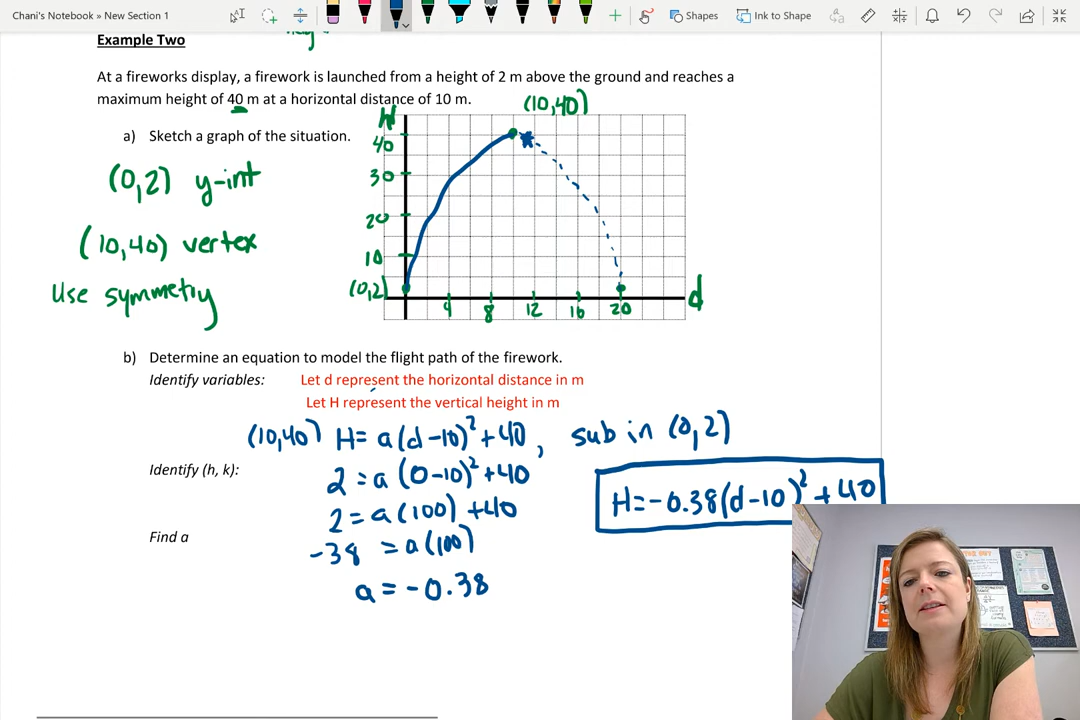 Chani's Notebook » New Section 1
Shapes
Ink to Shape
Example Two
At a fireworks display, a firework is launched from a height of 2 m above the ground and reaches a
maximum height of 40 m at a horizontal distance of 10 m.
(10,40)
a) Sketch a graph of the situation.
H
40
30
20
10
(0,2)
4 8 12 16 20
d
(0,2) y-int
(10,40) vertex
Use symmetry
b) Determine an equation to model the flight path of the firework.
Identify variables: Let d represent the horizontal distance in m
Let H represent the vertical height in m
(10,40) H= a(d-10)²+40, sub in (0,2)
Identify (h, k):
2=a(0-10)²+40
H=-0.38(d-10)²+40
2=a(100)+40
Find a
-38 =a(100)
a=-0.38